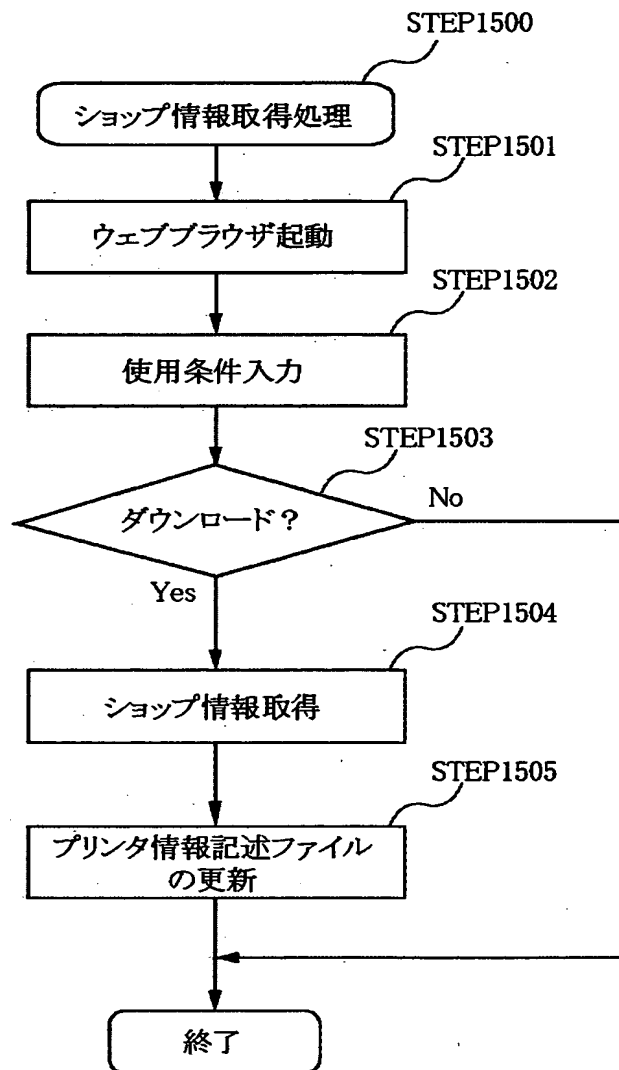 STEP1500
ショップ情報取得処理
STEP1501
ウェブブラウザ起動
STEP1502
使用条件入力
STEP1503
ダウンロード？
No
Yes
STEP1504
ショップ情報取得
STEP1505
プリンタ情報記述ファイル
の更新
終了